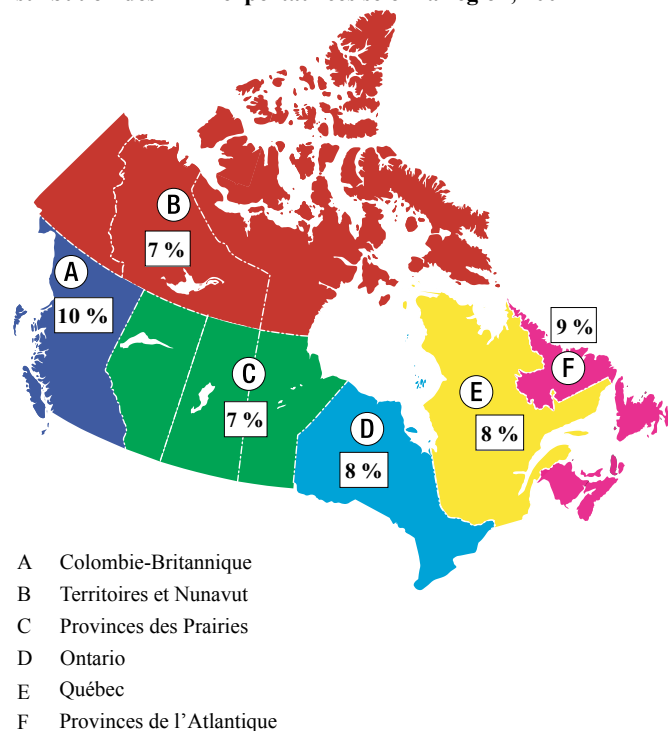 B
7 %
A
10 %
9 %
C
F
7 %
E
D
8 %
8 %
A Colombie-Britannique
B Territoires et Nunavut
C Provinces des Prairies
D Ontario
E Québec
F Provinces de l’Atlantique